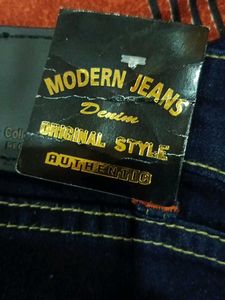 MODERN JEANS
Denim
ORIGINAL STYLE
AUTHENTIC